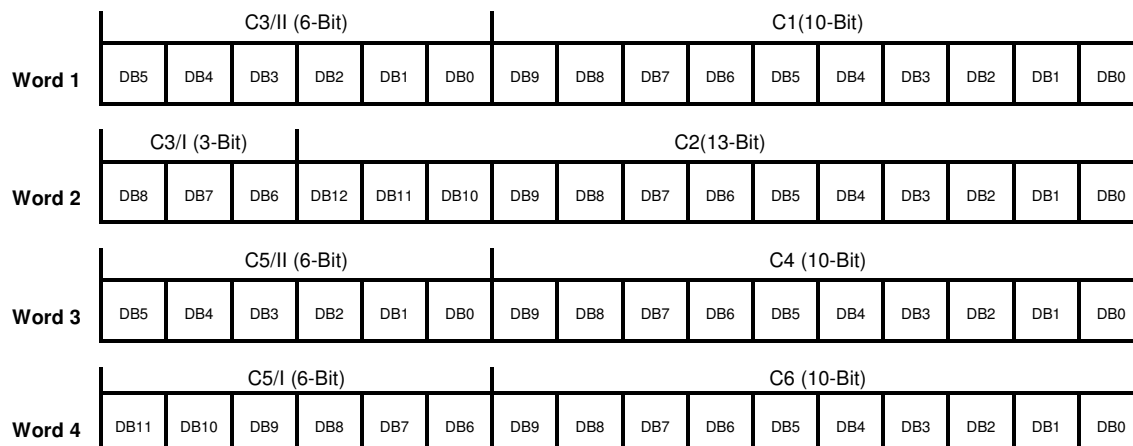 C3/II (6-Bit) C1(10-Bit)
Word 1 DB5 DB4 DB3 DB2 DB1 DB0 DB9 DB8 DB7 DB6 DB5 DB4 DB3 DB2 DB1 DB0
C3/I (3-Bit) C2(13-Bit)
Word 2 DB8 DB7 DB6 DB12 DB11 DB10 DB9 DB8 DB7 DB6 DB5 DB4 DB3 DB2 DB1 DB0
C5/II (6-Bit) C4 (10-Bit)
Word 3 DB5 DB4 DB3 DB2 DB1 DB0 DB9 DB8 DB7 DB6 DB5 DB4 DB3 DB2 DB1 DB0
C5/I (6-Bit) C6 (10-Bit)
Word 4 DB11 DB10 DB9 DB8 DB7 DB6 DB9 DB8 DB7 DB6 DB5 DB4 DB3 DB2 DB1 DB0